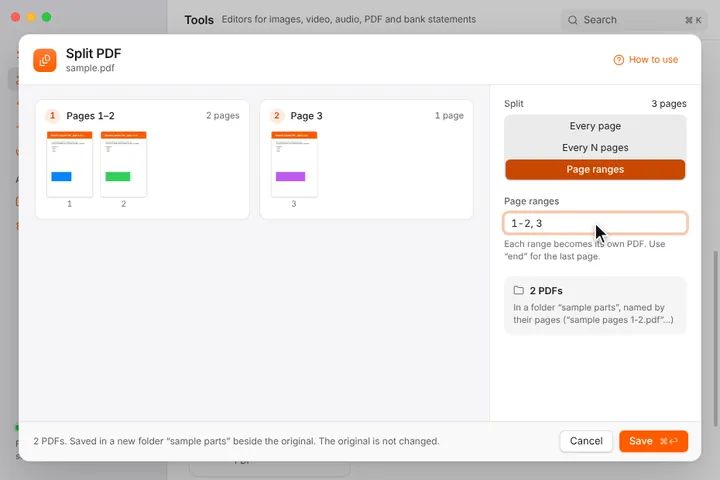 Tools Editors for images, video, audio, PDF and bank statements
Search ⌘ K
Split PDF
sample.pdf
How to use
1 Pages 1–2 2 pages
1 2
2 Page 3 1 page
3
Split 3 pages
Every page
Every N pages
Page ranges
Page ranges
1-2, 3
Each range becomes its own PDF. Use
“end” for the last page.
2 PDFs
In a folder “sample parts”, named by
their pages (“sample pages 1-2.pdf”…)
2 PDFs. Saved in a new folder “sample parts” beside the original. The original is not changed.
Cancel
Save ⌘↩